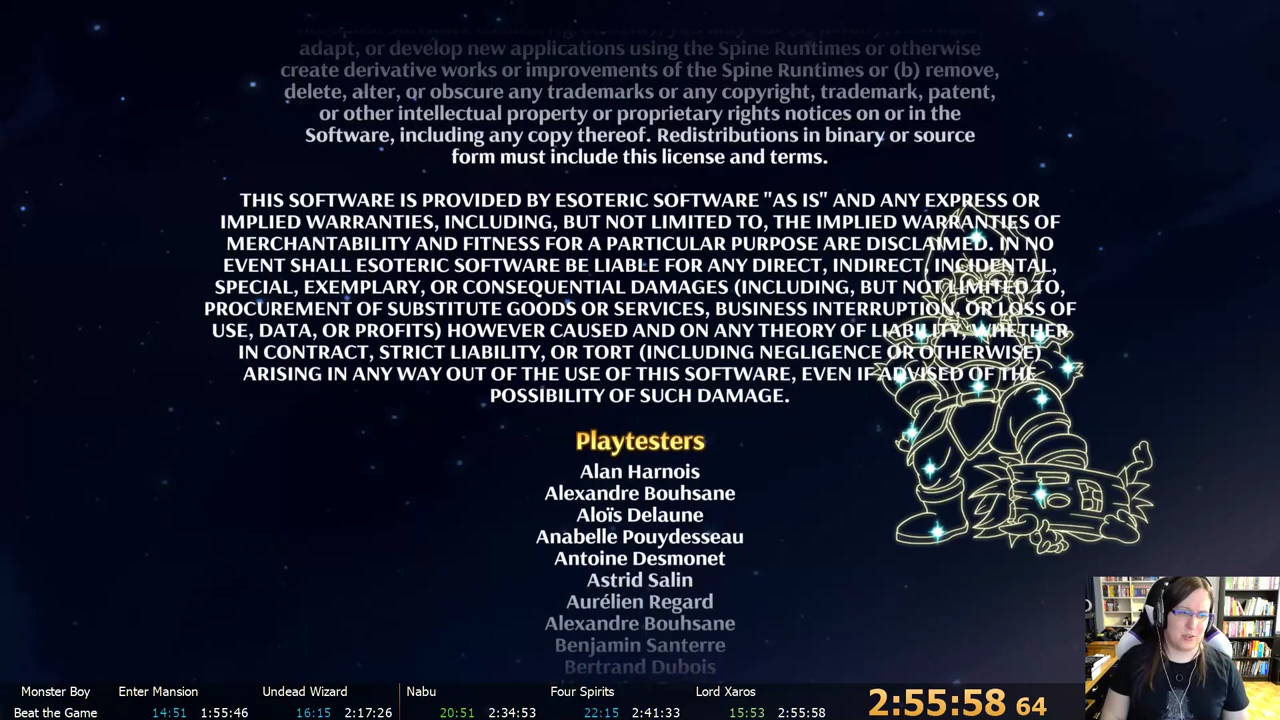 adapt, or develop new applications using the Spine Runtimes or otherwise
create derivative works or improvements of the Spine Runtimes or (b) remove,
delete, alter, or obscure any trademarks or any copyright, trademark, patent,
or other intellectual property or proprietary rights notices on or in the
Software, including any copy thereof. Redistributions in binary or source
form must include this license and terms.
THIS SOFTWARE IS PROVIDED BY ESOTERIC SOFTWARE "AS IS" AND ANY EXPRESS OR
IMPLIED WARRANTIES, INCLUDING, BUT NOT LIMITED TO, THE IMPLIED WARRANTIES OF
MERCHANTABILITY AND FITNESS FOR A PARTICULAR PURPOSE ARE DISCLAIMED. IN NO
EVENT SHALL ESOTERIC SOFTWARE BE LIABLE FOR ANY DIRECT, INDIRECT, INCIDENTAL,
SPECIAL, EXEMPLARY, OR CONSEQUENTIAL DAMAGES (INCLUDING, BUT NOT LIMITED TO,
PROCUREMENT OF SUBSTITUTE GOODS OR SERVICES, BUSINESS INTERRUPTION, OR LOSS OF
USE, DATA, OR PROFITS) HOWEVER CAUSED AND ON ANY THEORY OF LIABILITY, WHETHER
IN CONTRACT, STRICT LIABILITY, OR TORT (INCLUDING NEGLIGENCE OR OTHERWISE)
ARISING IN ANY WAY OUT OF THE USE OF THIS SOFTWARE, EVEN IF ADVISED OF THE
POSSIBILITY OF SUCH DAMAGE.
Playtesters
Alan Harnois
Alexandre Bouhsane
Aloïs Delaune
Anabelle Pouydesseau
Antoine Desmonet
Astrid Salin
Aurélien Regard
Alexandre Bouhsane
Benjamin Santerre
Bertrand Dubois
Monster Boy Enter Mansion Undead Wizard Nabu Four Spirits Lord Xaros
Beat the Game 14:51 1:55:46 16:15 2:17:26 20:51 2:34:53 22:15 2:41:33 15:53 2:55:58 2:55:58 64